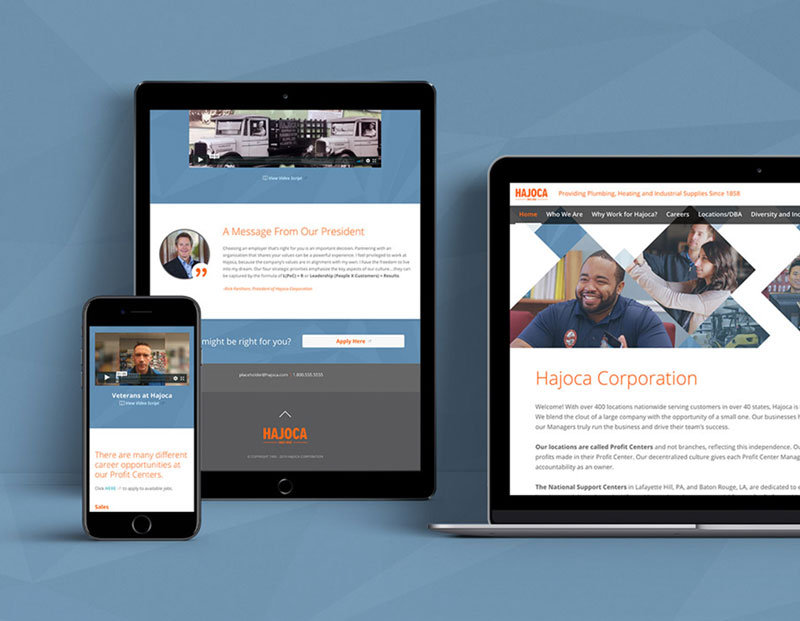 View Video Script
A Message From Our President
Choosing an employer that's right for you is an important decision. Partnering with an
organization that shares your values can be a powerful experience. I feel privileged to work at
Hajoca, because the company's values are in alignment with my own. I have the freedom to live
into my dream. Our four strategic priorities emphasize the key aspects of our culture... they can
be captured by the formula of
or Leadership (People X Customers) = Results.
-Rick Fantham, President of Hajoca Corporation
might be right for you?
Apply Here
placeholder@hajoca.com
1.800.555.5555
HAJOCA
HAJOCA CORPORATION
Veterans at Hajoca
View Video Script
There are many different
career opportunities at
our Profit Centers.
Click HERE to apply to available jobs.
Sales
HAJOCA
Providing Plumbing, Heating and Industrial Supplies Since 1858
Home Who We Are Why Work for Hajoca? Careers Locations/DBA Diversity and Inc
Hajoca Corporation
Welcome! With over 400 locations nationwide serving customers in over 40 states, Hajoca is
We blend the clout of a large company with the opportunity of a small one. Our businesses
our Managers truly run the business and drive their team's success.
Our locations are called Profit Centers and not branches, reflecting this independence. Ou
profits made in their Profit Center. Our decentralized culture gives each Profit Center Manag
accountability as an owner.
The National Support Centers in Lafayette Hill, PA, and Baton Rouge, LA, are dedicated to e